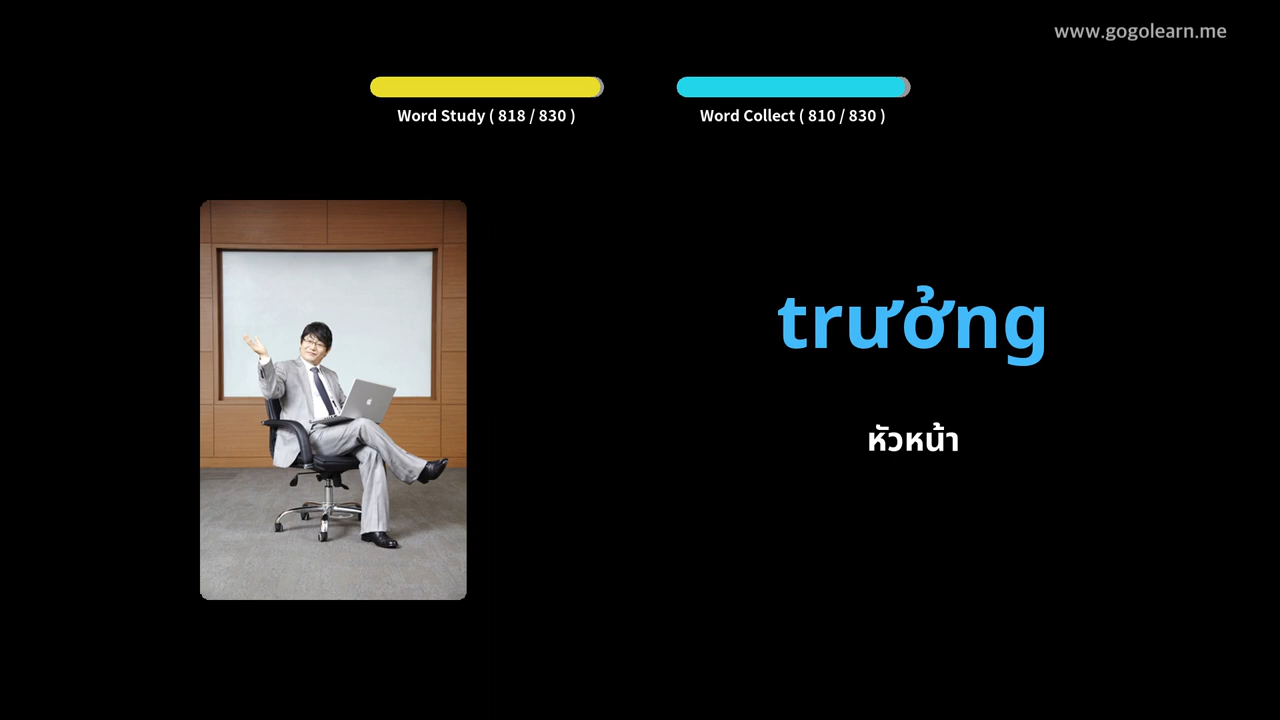 www.gogolearn.me
Word Study ( 818 / 830 )
Word Collect ( 810 / 830 )
trưởng
หัวหน้า